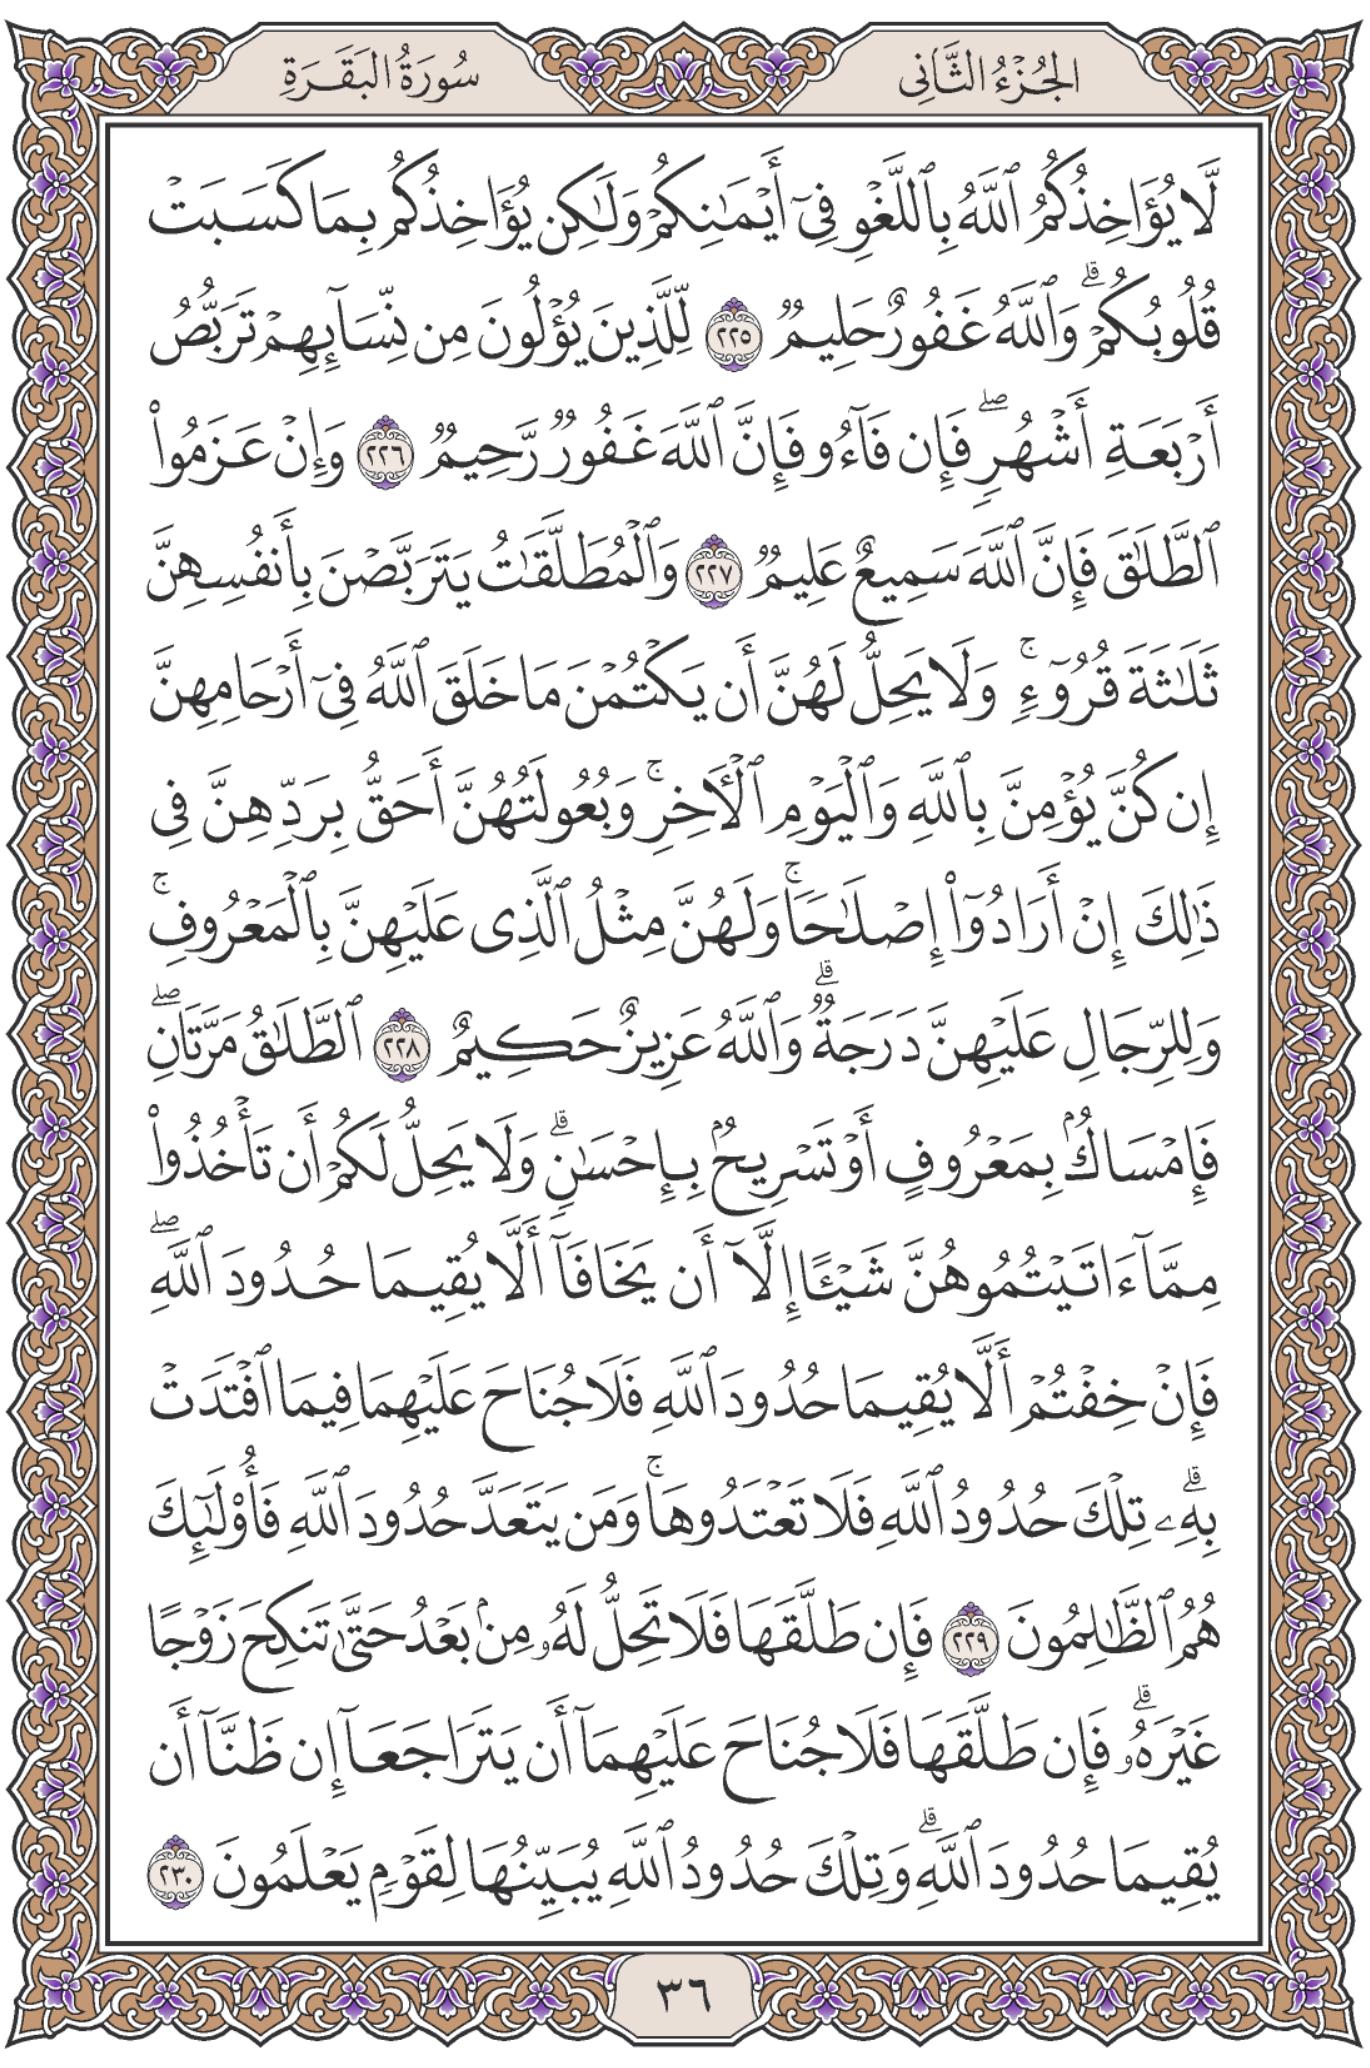 الجُزْءُ الثَّانِي
سُورَةُ البَقَرَةِ
لَّا يُؤَاخِذُكُمُ ٱللَّهُ بِٱللَّغْوِ فِىٓ أَيْمَٰنِكُمْ وَلَٰكِن يُؤَاخِذُكُم بِمَا كَسَبَتْ
قُلُوبُكُمْ ۗ وَٱللَّهُ غَفُورٌ حَلِيمٌ ٢٢٥ لِّلَّذِينَ يُؤْلُونَ مِن نِّسَآئِهِمْ تَرَبُّصُ
أَرْبَعَةِ أَشْهُرٍ ۖ فَإِن فَآءُو فَإِنَّ ٱللَّهَ غَفُورٌ رَّحِيمٌ ٢٢٦ وَإِنْ عَزَمُوا۟
ٱلطَّلَٰقَ فَإِنَّ ٱللَّهَ سَمِيعٌ عَلِيمٌ ٢٢٧ وَٱلْمُطَلَّقَٰتُ يَتَرَبَّصْنَ بِأَنفُسِهِنَّ
ثَلَٰثَةَ قُرُوٓءٍ ۚ وَلَا يَحِلُّ لَهُنَّ أَن يَكْتُمْنَ مَا خَلَقَ ٱللَّهُ فِىٓ أَرْحَامِهِنَّ
إِن كُنَّ يُؤْمِنَّ بِٱللَّهِ وَٱلْيَوْمِ ٱلْـَٔاخِرِ ۚ وَبُعُولَتُهُنَّ أَحَقُّ بِرَدِّهِنَّ فِى
ذَٰلِكَ إِنْ أَرَادُوٓا۟ إِصْلَٰحًا ۚ وَلَهُنَّ مِثْلُ ٱلَّذِى عَلَيْهِنَّ بِٱلْمَعْرُوفِ ۚ
وَلِلرِّجَالِ عَلَيْهِنَّ دَرَجَةٌ ۗ وَٱللَّهُ عَزِيزٌ حَكِيمٌ ٢٢٨ ٱلطَّلَٰقُ مَرَّتَانِ ۖ
فَإِمْسَاكٌۢ بِمَعْرُوفٍ أَوْ تَسْرِيحٌۢ بِإِحْسَٰنٍ ۗ وَلَا يَحِلُّ لَكُمْ أَن تَأْخُذُوا۟
مِمَّآ ءَاتَيْتُمُوهُنَّ شَيْـًٔا إِلَّآ أَن يَخَافَآ أَلَّا يُقِيمَا حُدُودَ ٱللَّهِ ۖ
فَإِنْ خِفْتُمْ أَلَّا يُقِيمَا حُدُودَ ٱللَّهِ فَلَا جُنَاحَ عَلَيْهِمَا فِيمَا ٱفْتَدَتْ
بِهِۦ ۗ تِلْكَ حُدُودُ ٱللَّهِ فَلَا تَعْتَدُوهَا ۚ وَمَن يَتَعَدَّ حُدُودَ ٱللَّهِ فَأُو۟لَٰٓئِكَ
هُمُ ٱلظَّٰلِمُونَ ٢٢٩ فَإِن طَلَّقَهَا فَلَا تَحِلُّ لَهُۥ مِنۢ بَعْدُ حَتَّىٰ تَنكِحَ زَوْجًا
غَيْرَهُۥ ۗ فَإِن طَلَّقَهَا فَلَا جُنَاحَ عَلَيْهِمَآ أَن يَتَرَاجَعَآ إِن ظَنَّآ أَن
يُقِيمَا حُدُودَ ٱللَّهِ ۗ وَتِلْكَ حُدُودُ ٱللَّهِ يُبَيِّنُهَا لِقَوْمٍ يَعْلَمُونَ ٢٣٠
٣٦